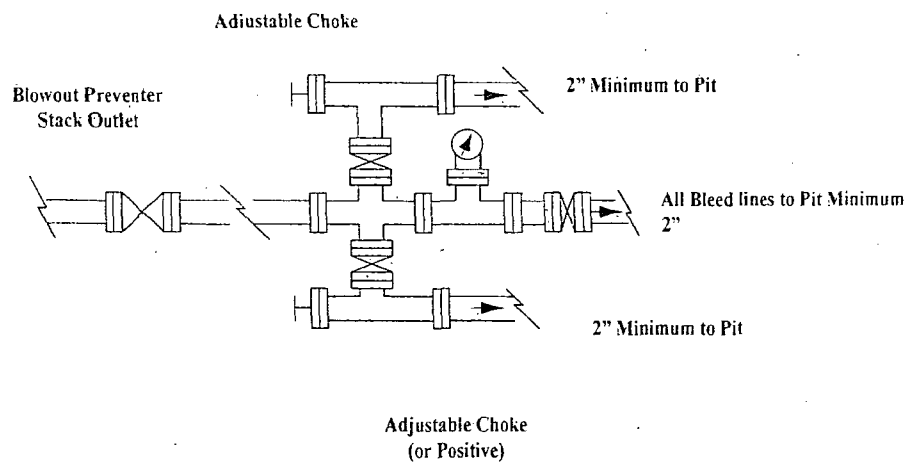 Adjustable Choke
Blowout Preventer
Stack Outlet
2" Minimum to Pit
All Bleed lines to Pit Minimum
2"
2" Minimum to Pit
Adjustable Choke
(or Positive)